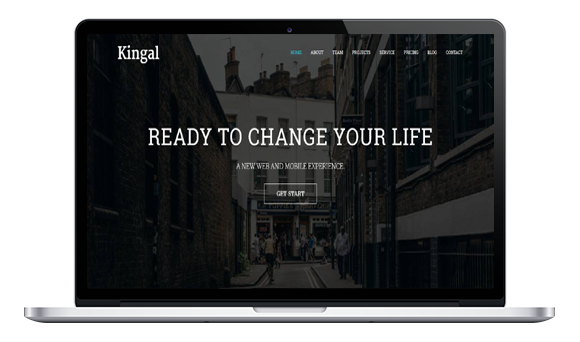 Kingal
HOME ABOUT TEAM PROJECTS SERVICE PRICING BLOG CONTACT
READY TO CHANGE YOUR LIFE
A NEW WEB AND MOBILE EXPERIENCE.
GET START